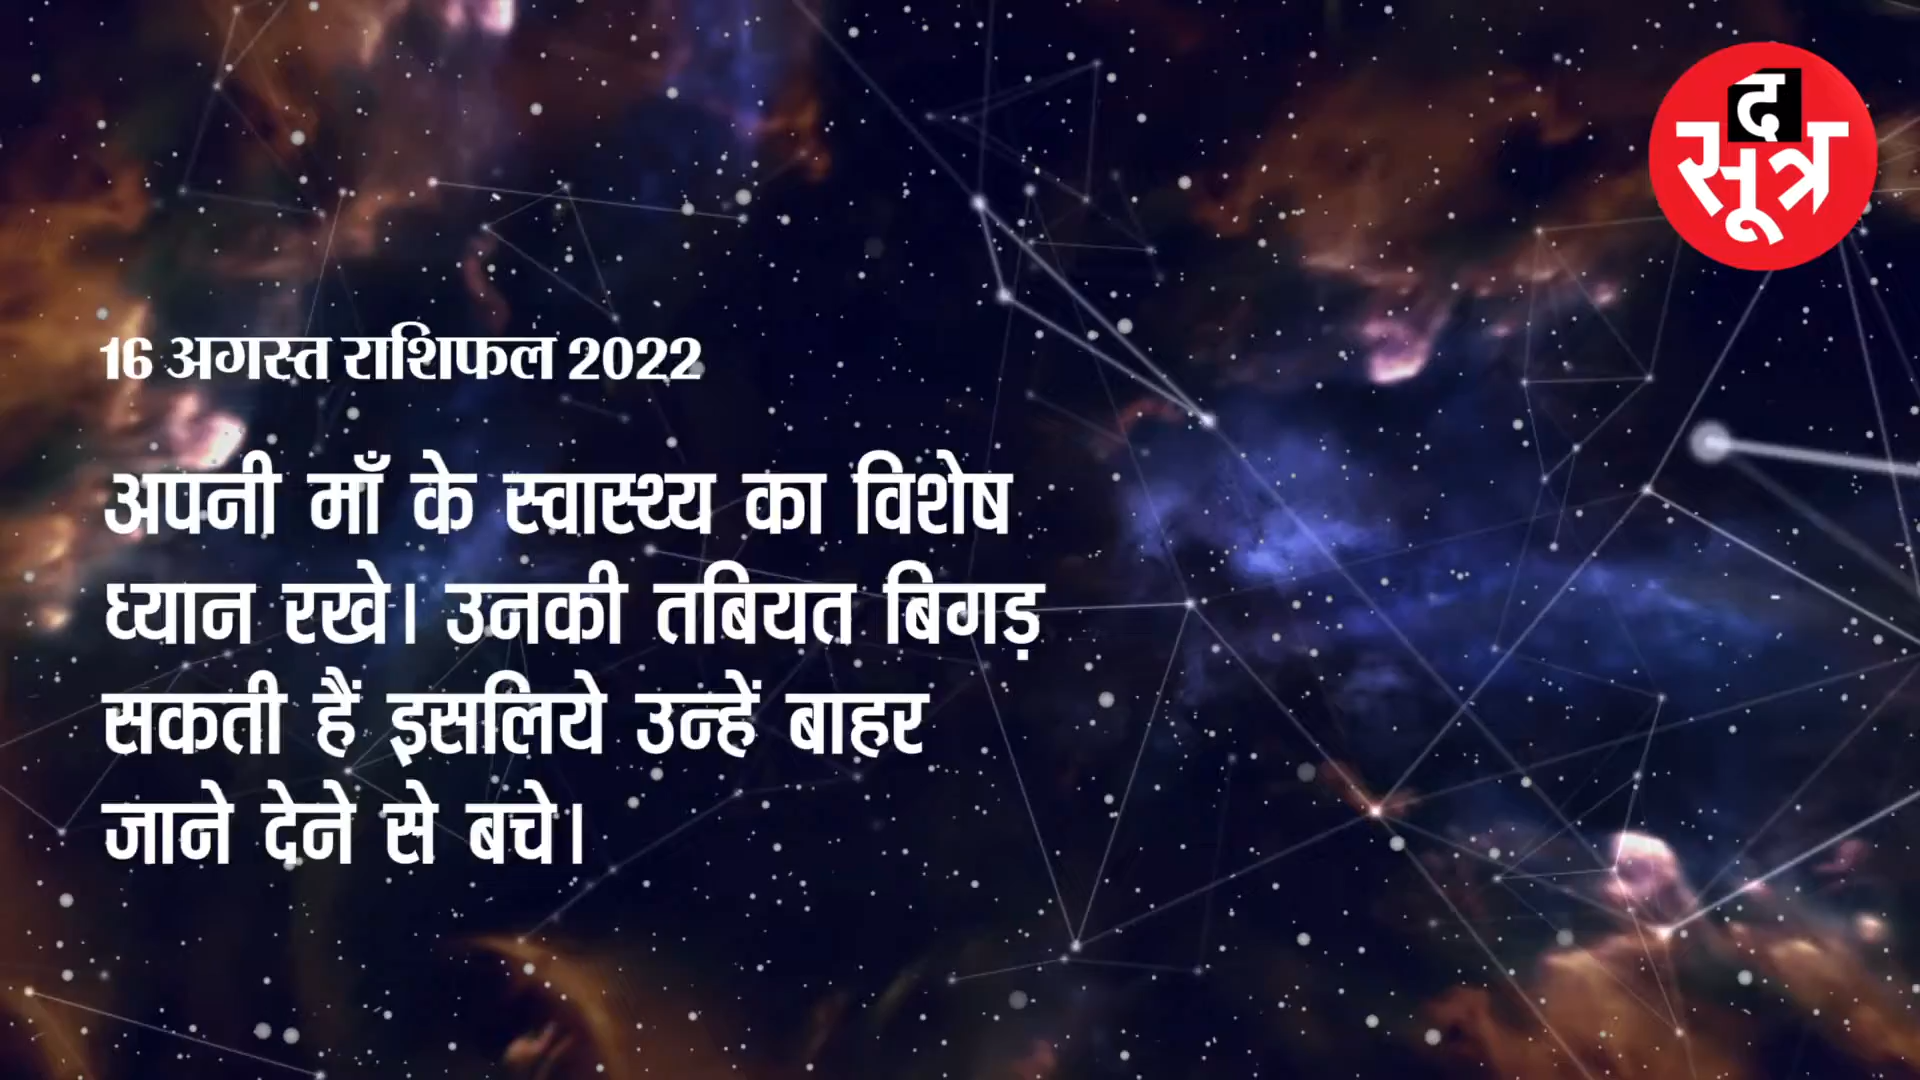 द
सूत्र
16 अगस्त राशिफल 2022
अपनी माँ के स्वास्थ्य का विशेष
ध्यान रखे। उनकी तबियत बिगड़
सकती हैं इसलिये उन्हें बाहर
जाने देने से बचे।